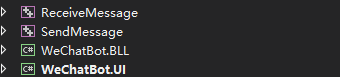 ReceiveMessage
SendMessage
C# WeChatBot.BLL
C# WeChatBot.UI